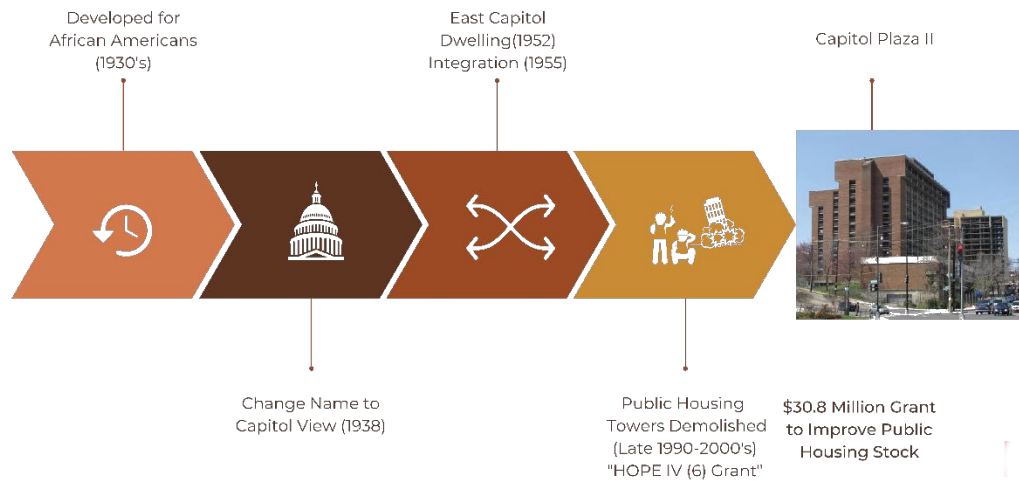 Developed for
African Americans
(1930's)
East Capitol
Dwelling(1952)
Integration (1955)
Capitol Plaza II
Change Name to
Capitol View (1938)
Public Housing
Towers Demolished
(Late 1990-2000's)
"HOPE IV (6) Grant"
$30.8 Million Grant
to Improve Public
Housing Stock